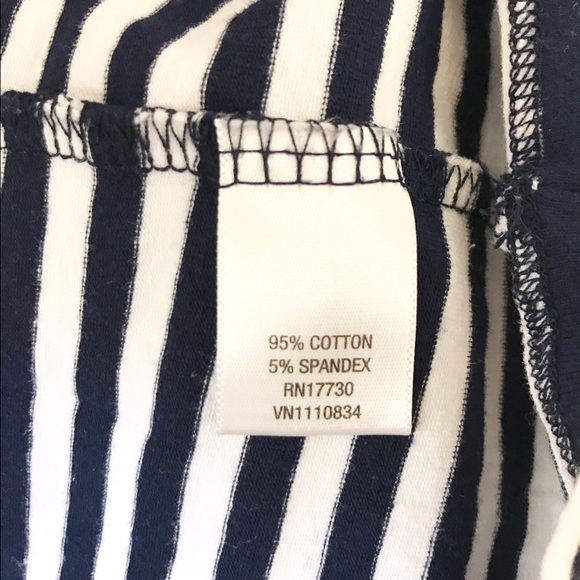 95% COTTON
5% SPANDEX
RN17730
VN1110834